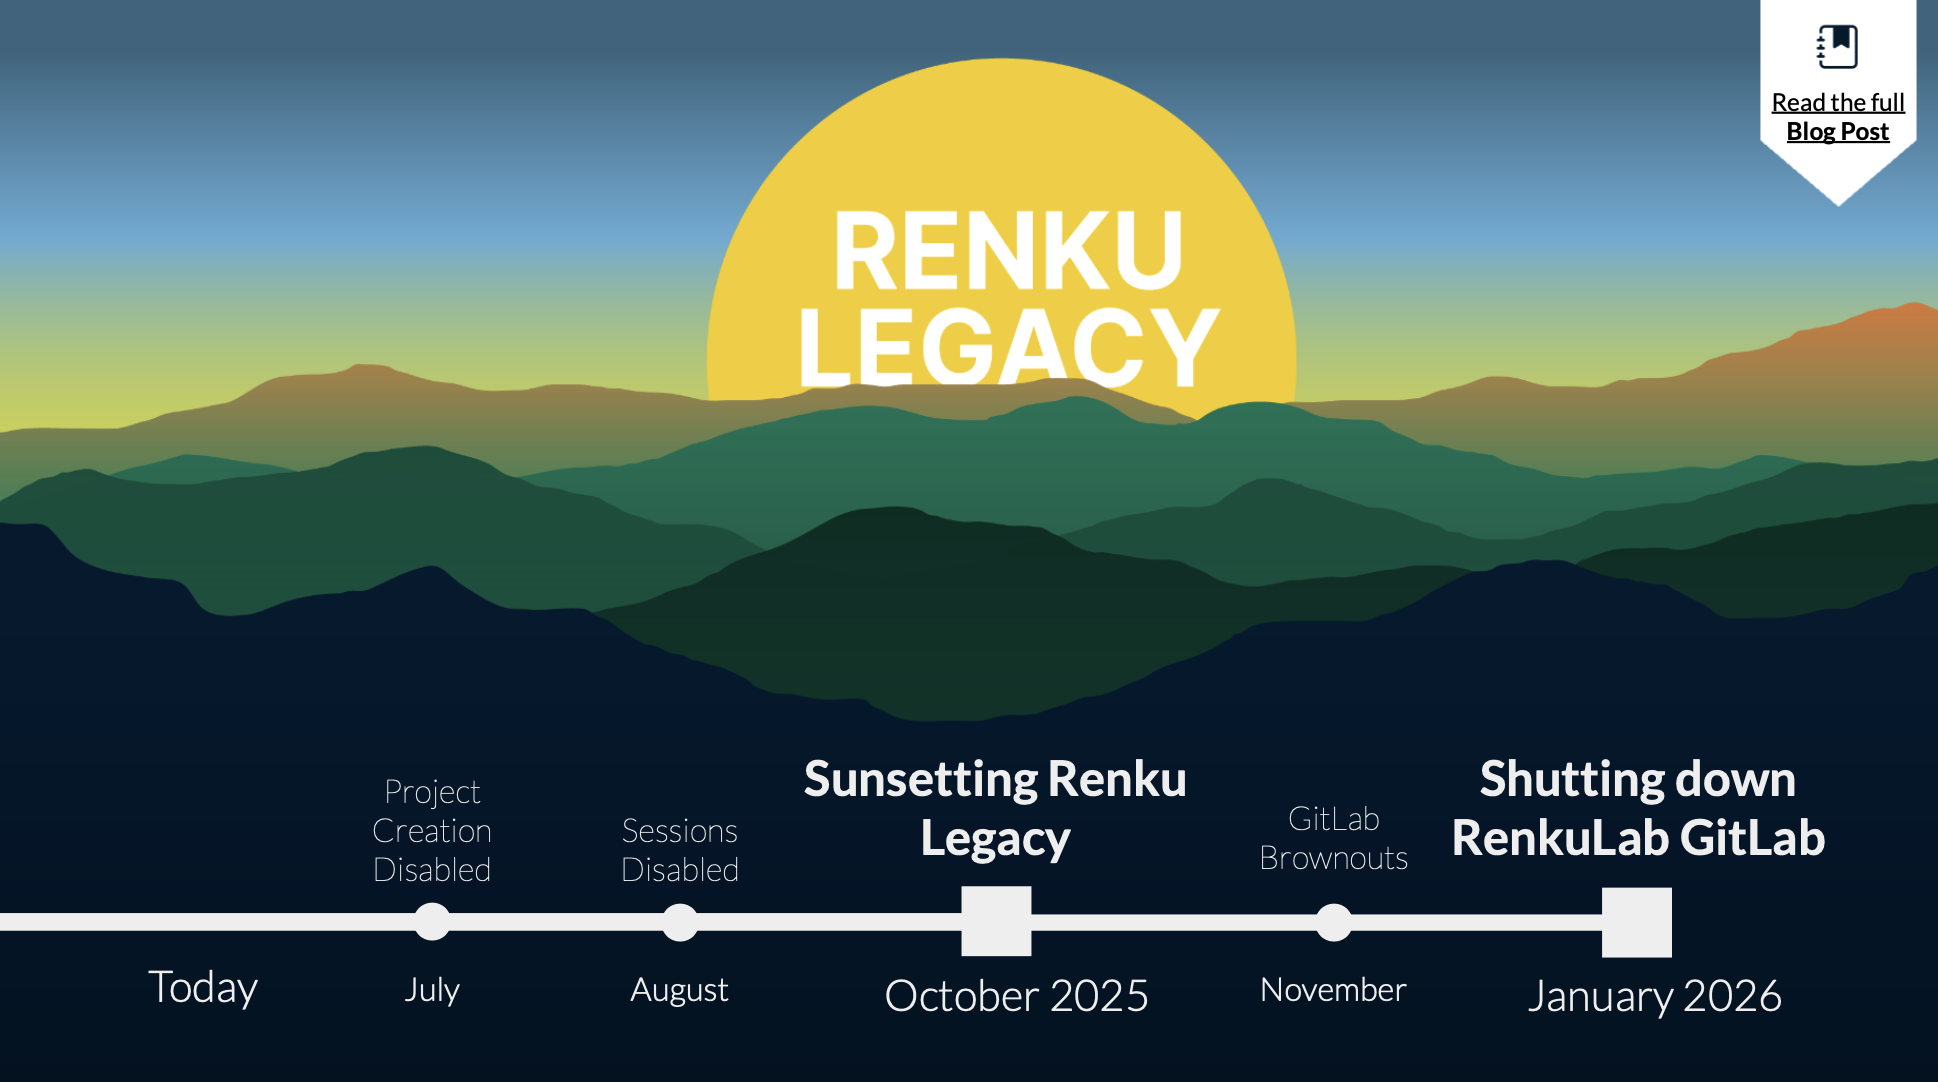 Read the full
Blog Post
RENKU
LEGACY
Project
Creation
Disabled
Sessions
Disabled
Sunsetting Renku
Legacy
GitLab
Brownouts
Shutting down
RenkuLab GitLab
Today
July
August
October 2025
November
January 2026